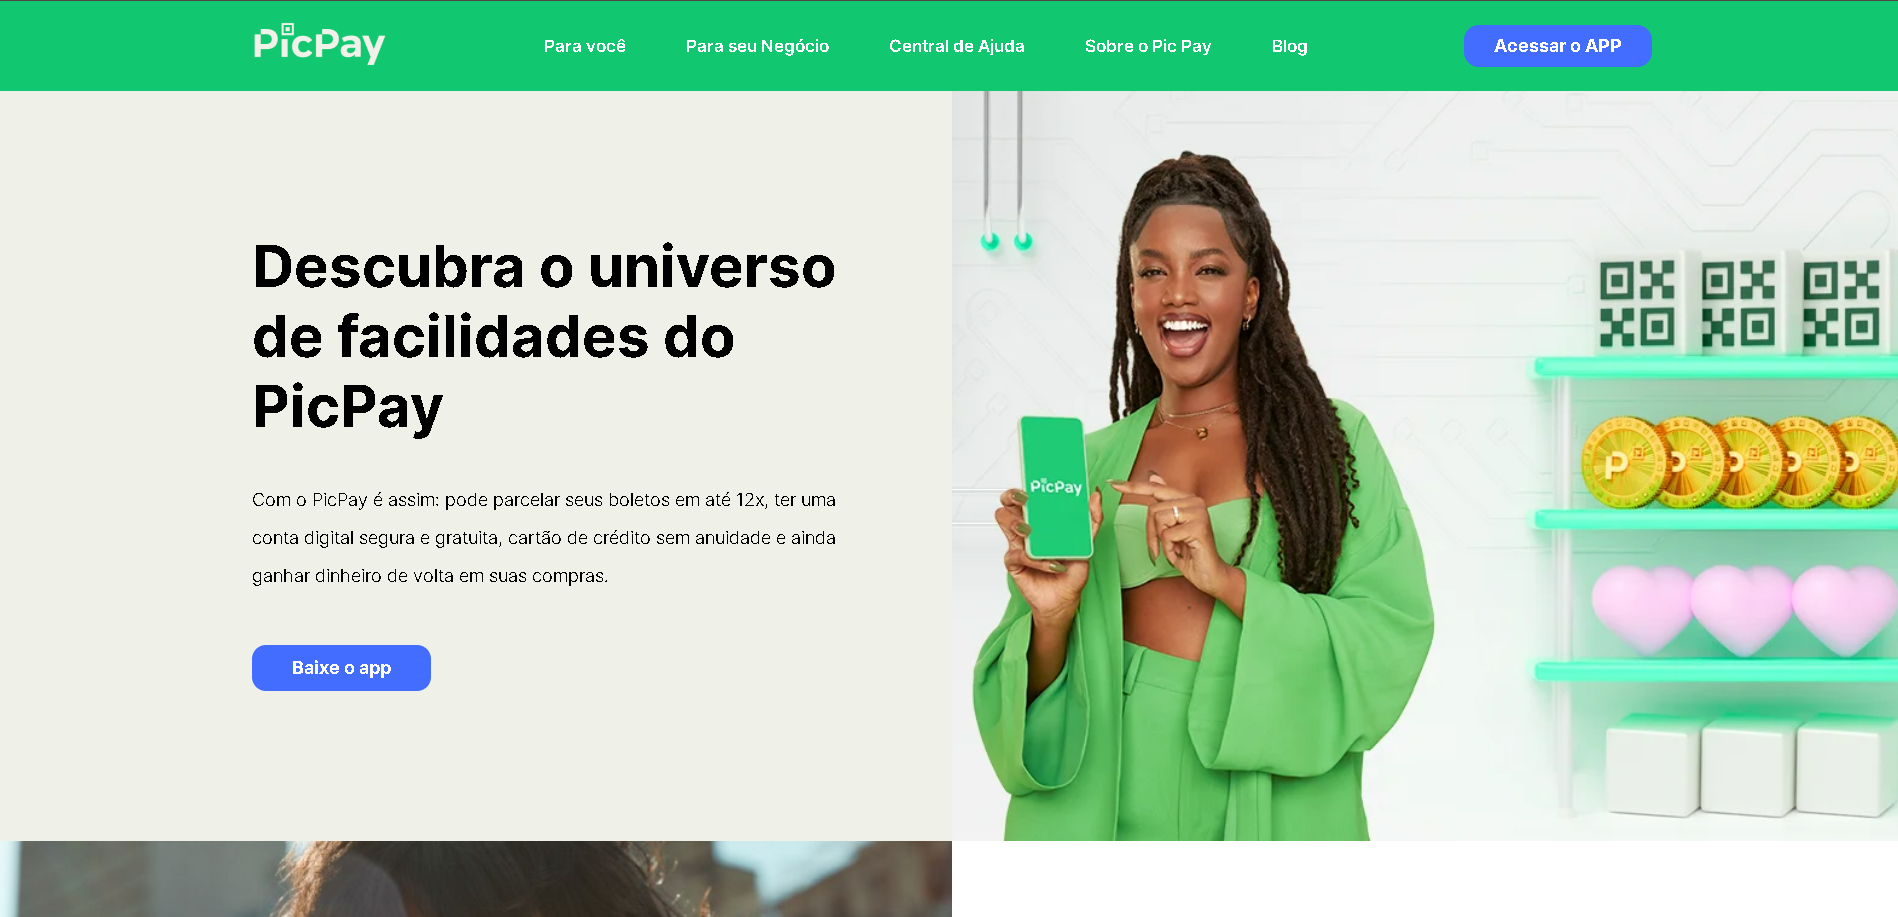 PicPay
Para você
Para seu Negócio
Central de Ajuda
Sobre o Pic Pay
Blog
Acessar o APP
Descubra o universo
de facilidades do
PicPay
Com o PicPay é assim: pode parcelar seus boletos em até 12x, ter uma
conta digital segura e gratuita, cartão de crédito sem anuidade e ainda
ganhar dinheiro de volta em suas compras.
Baixe o app
PicPay